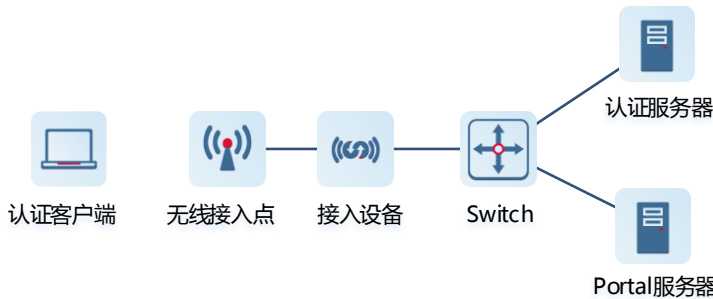 认证服务器
认证客户端
无线接入点
接入设备
Switch
Portal服务器